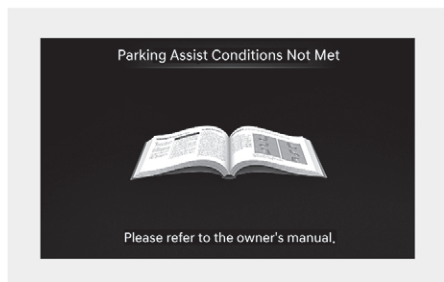 Parking Assist Conditions Not Met
Please refer to the owner's manual.